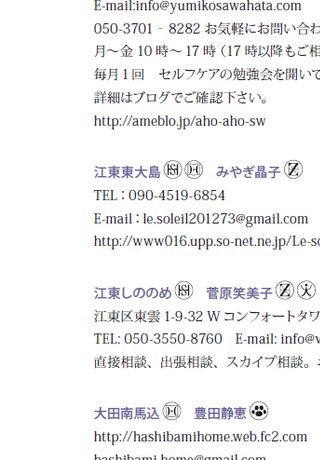 E-mail:info@yumikosawahata.com
050-3701‐8282 お気軽にお問い合わ
月〜金 10 時〜 17 時（17 時以降もご相
毎月１回　セルフケアの勉強会を開いて
詳細はブログでご確認下さい。
http://ameblo.jp/aho-aho-sw
江東東大島　みやぎ晶子
TEL：090-4519-6854
E-mail：le.soleil201273@gmail.com
http://www016.upp.so-net.ne.jp/Le-so
江東しののめ　菅原笑美子
江東区東雲 1-9-32 W コンフォートタワ
TEL: 050-3550-8760　E-mail: info@v
直接相談、出張相談、スカイプ相談。
大田南馬込　豊田静恵
http://hashibamihome.web.fc2.com
hashibami.home@gmail.com